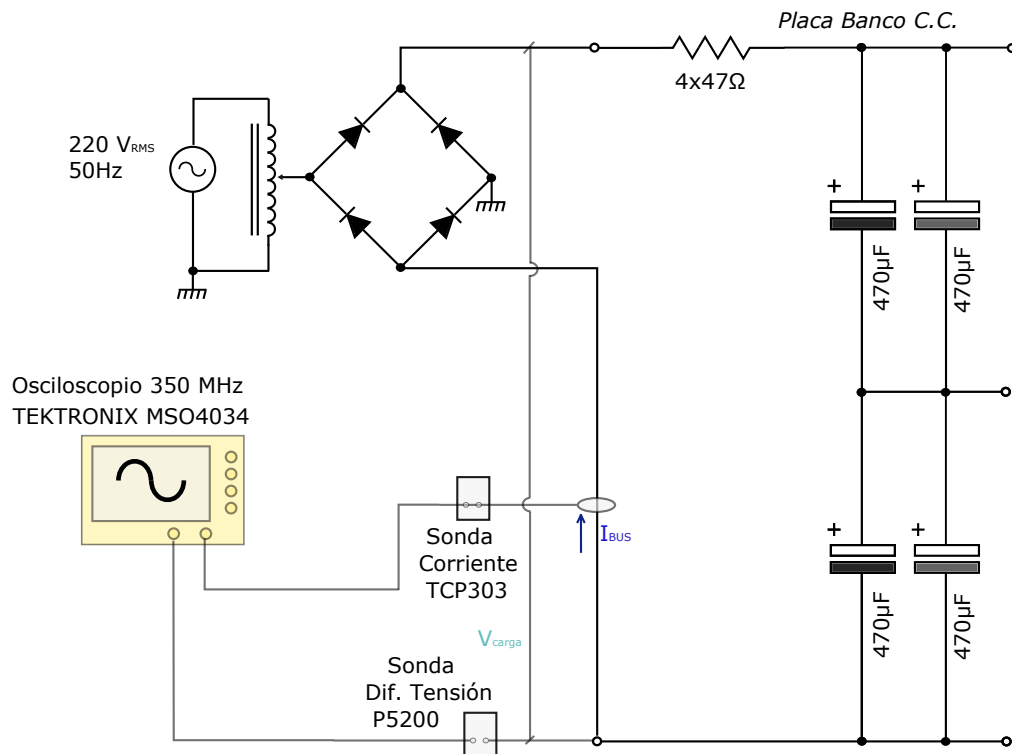 Placa Banco C.C.
4x47Ω
220 VRMS
50Hz
+
+
470µF
470µF
Osciloscopio 350 MHz
TEKTRONIX MSO4034
Sonda
Corriente
TCP303
IBUS
+
+
470µF
470µF
Vcarga
Sonda
Dif. Tensión
P5200